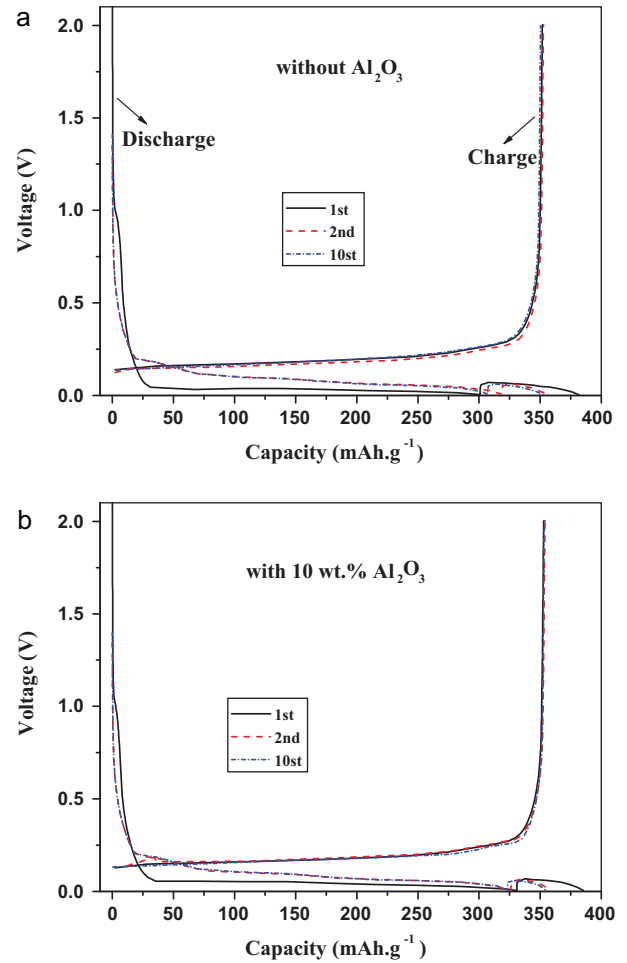 a
2.0
without Al₂O₃
1.5
Discharge
Charge
Voltage (V)
1.0
1st
2nd
10st
0.5
0.0
0 50 100 150 200 250 300 350 400
Capacity (mAh.g⁻¹)
b
2.0
with 10 wt.% Al₂O₃
1.5
Voltage (V)
1.0
1st
2nd
10st
0.5
0.0
0 50 100 150 200 250 300 350 400
Capacity (mAh.g⁻¹)